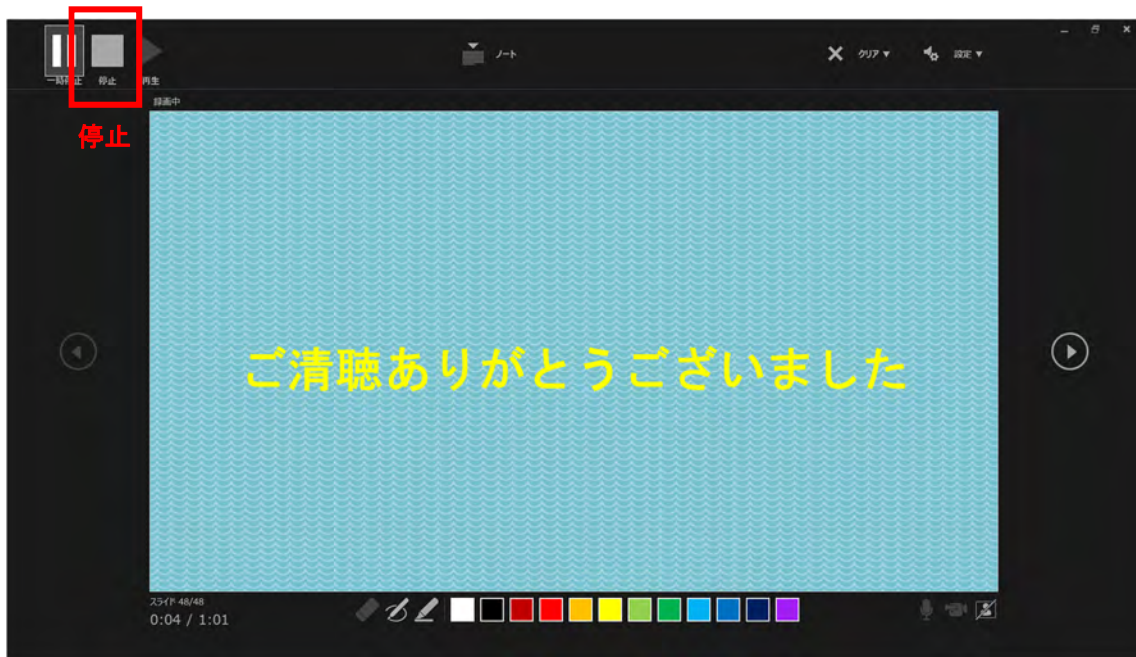 一時停止 停止 再生
ノート
クリア
設定
停止
録画中
ご清聴ありがとうございました
スライド 48/48
0:04 / 1:01